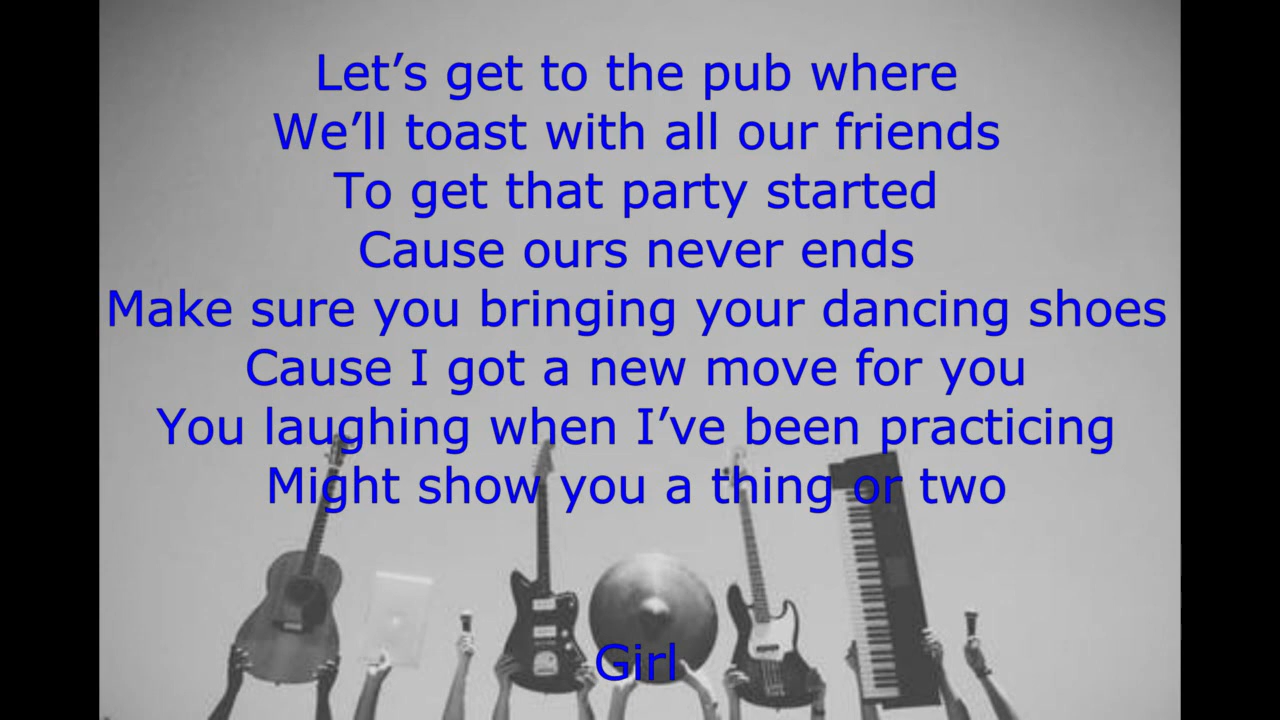 Let’s get to the pub where
We’ll toast with all our friends
To get that party started
Cause ours never ends
Make sure you bringing your dancing shoes
Cause I got a new move for you
You laughing when I’ve been practicing
Might show you a thing or two
Girl